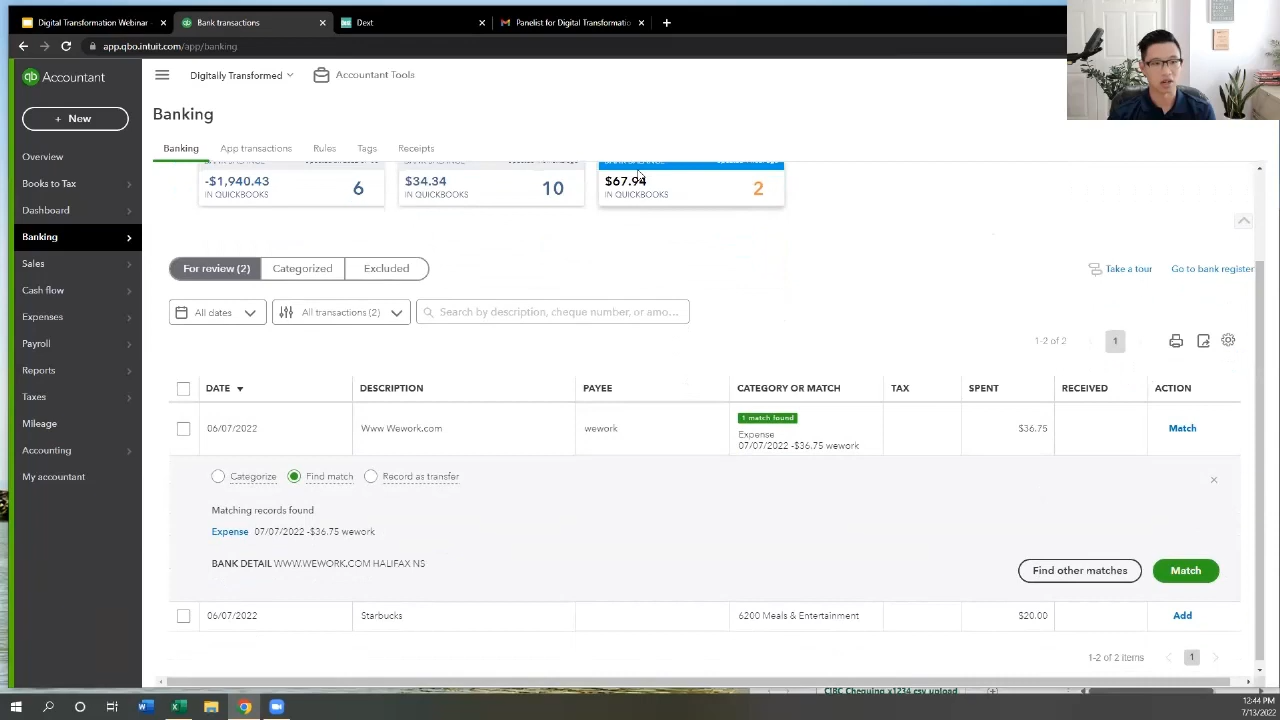 Digital Transformation Webinar
Bank transactions
Dext
Panelist for Digital Transformatio
app.qbo.intuit.com/app/banking
qb Accountant
Digitally Transformed
Accountant Tools
+ New
Banking
Banking
App transactions
Rules
Tags
Receipts
Overview
Books to Tax
Dashboard
Banking
Sales
Cash flow
Expenses
Payroll
Reports
Taxes
Mileage
Accounting
My accountant
-$1,940.43
IN QUICKBOOKS
6
$34.34
IN QUICKBOOKS
10
BANK BALANCE
$67.94
IN QUICKBOOKS
2
For review (2)
Categorized
Excluded
Take a tour
Go to bank register
All dates
All transactions (2)
Search by description, cheque number, or amo...
1-2 of 2
1
DATE
DESCRIPTION
PAYEE
CATEGORY OR MATCH
TAX
SPENT
RECEIVED
ACTION
06/07/2022
Www Wework.com
wework
1 match found
Expense
07/07/2022 -$36.75 wework
$36.75
Match
Categorize
Find match
Record as transfer
Matching records found
Expense 07/07/2022 -$36.75 wework
BANK DETAIL WWW.WEWORK.COM HALIFAX NS
Find other matches
Match
06/07/2022
Starbucks
6200 Meals & Entertainment
$20.00
Add
1-2 of 2 items
1
CIBC Chequing x1234 csv upload
12:44 PM
7/13/2022